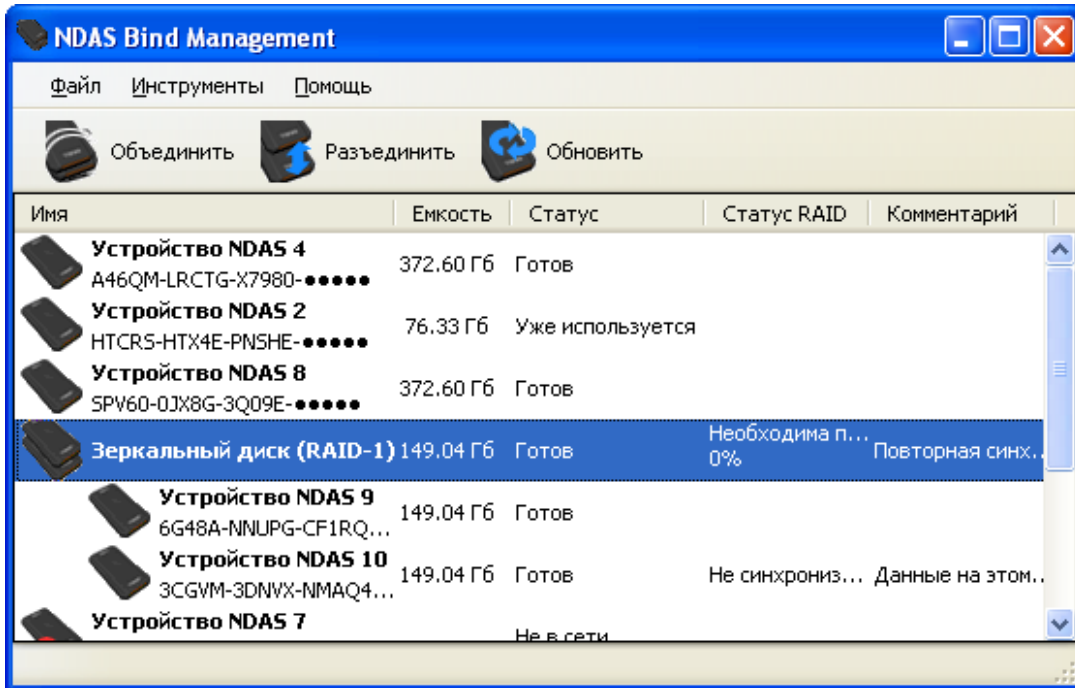 NDAS Bind Management
Файл Инструменты Помощь
Объединить Разъединить Обновить
Имя Емкость Статус Статус RAID Комментарий
Устройство NDAS 4
A46QM-LRCTG-X7980-●●●●● 372.60 Гб Готов
Устройство NDAS 2
HTCRS-HTX4E-PNSHE-●●●●● 76.33 Гб Уже используется
Устройство NDAS 8
SPV60-0JX8G-3Q09E-●●●●● 372.60 Гб Готов
Зеркальный диск (RAID-1) 149.04 Гб Готов Необходима п... 0% Повторная синх...
Устройство NDAS 9
6G48A-NNUPG-CF1RQ... 149.04 Гб Готов
Устройство NDAS 10
3CGVM-3DNVX-NMAQ4... 149.04 Гб Готов Не синхрониз... Данные на этом...
Устройство NDAS 7
Не в сети